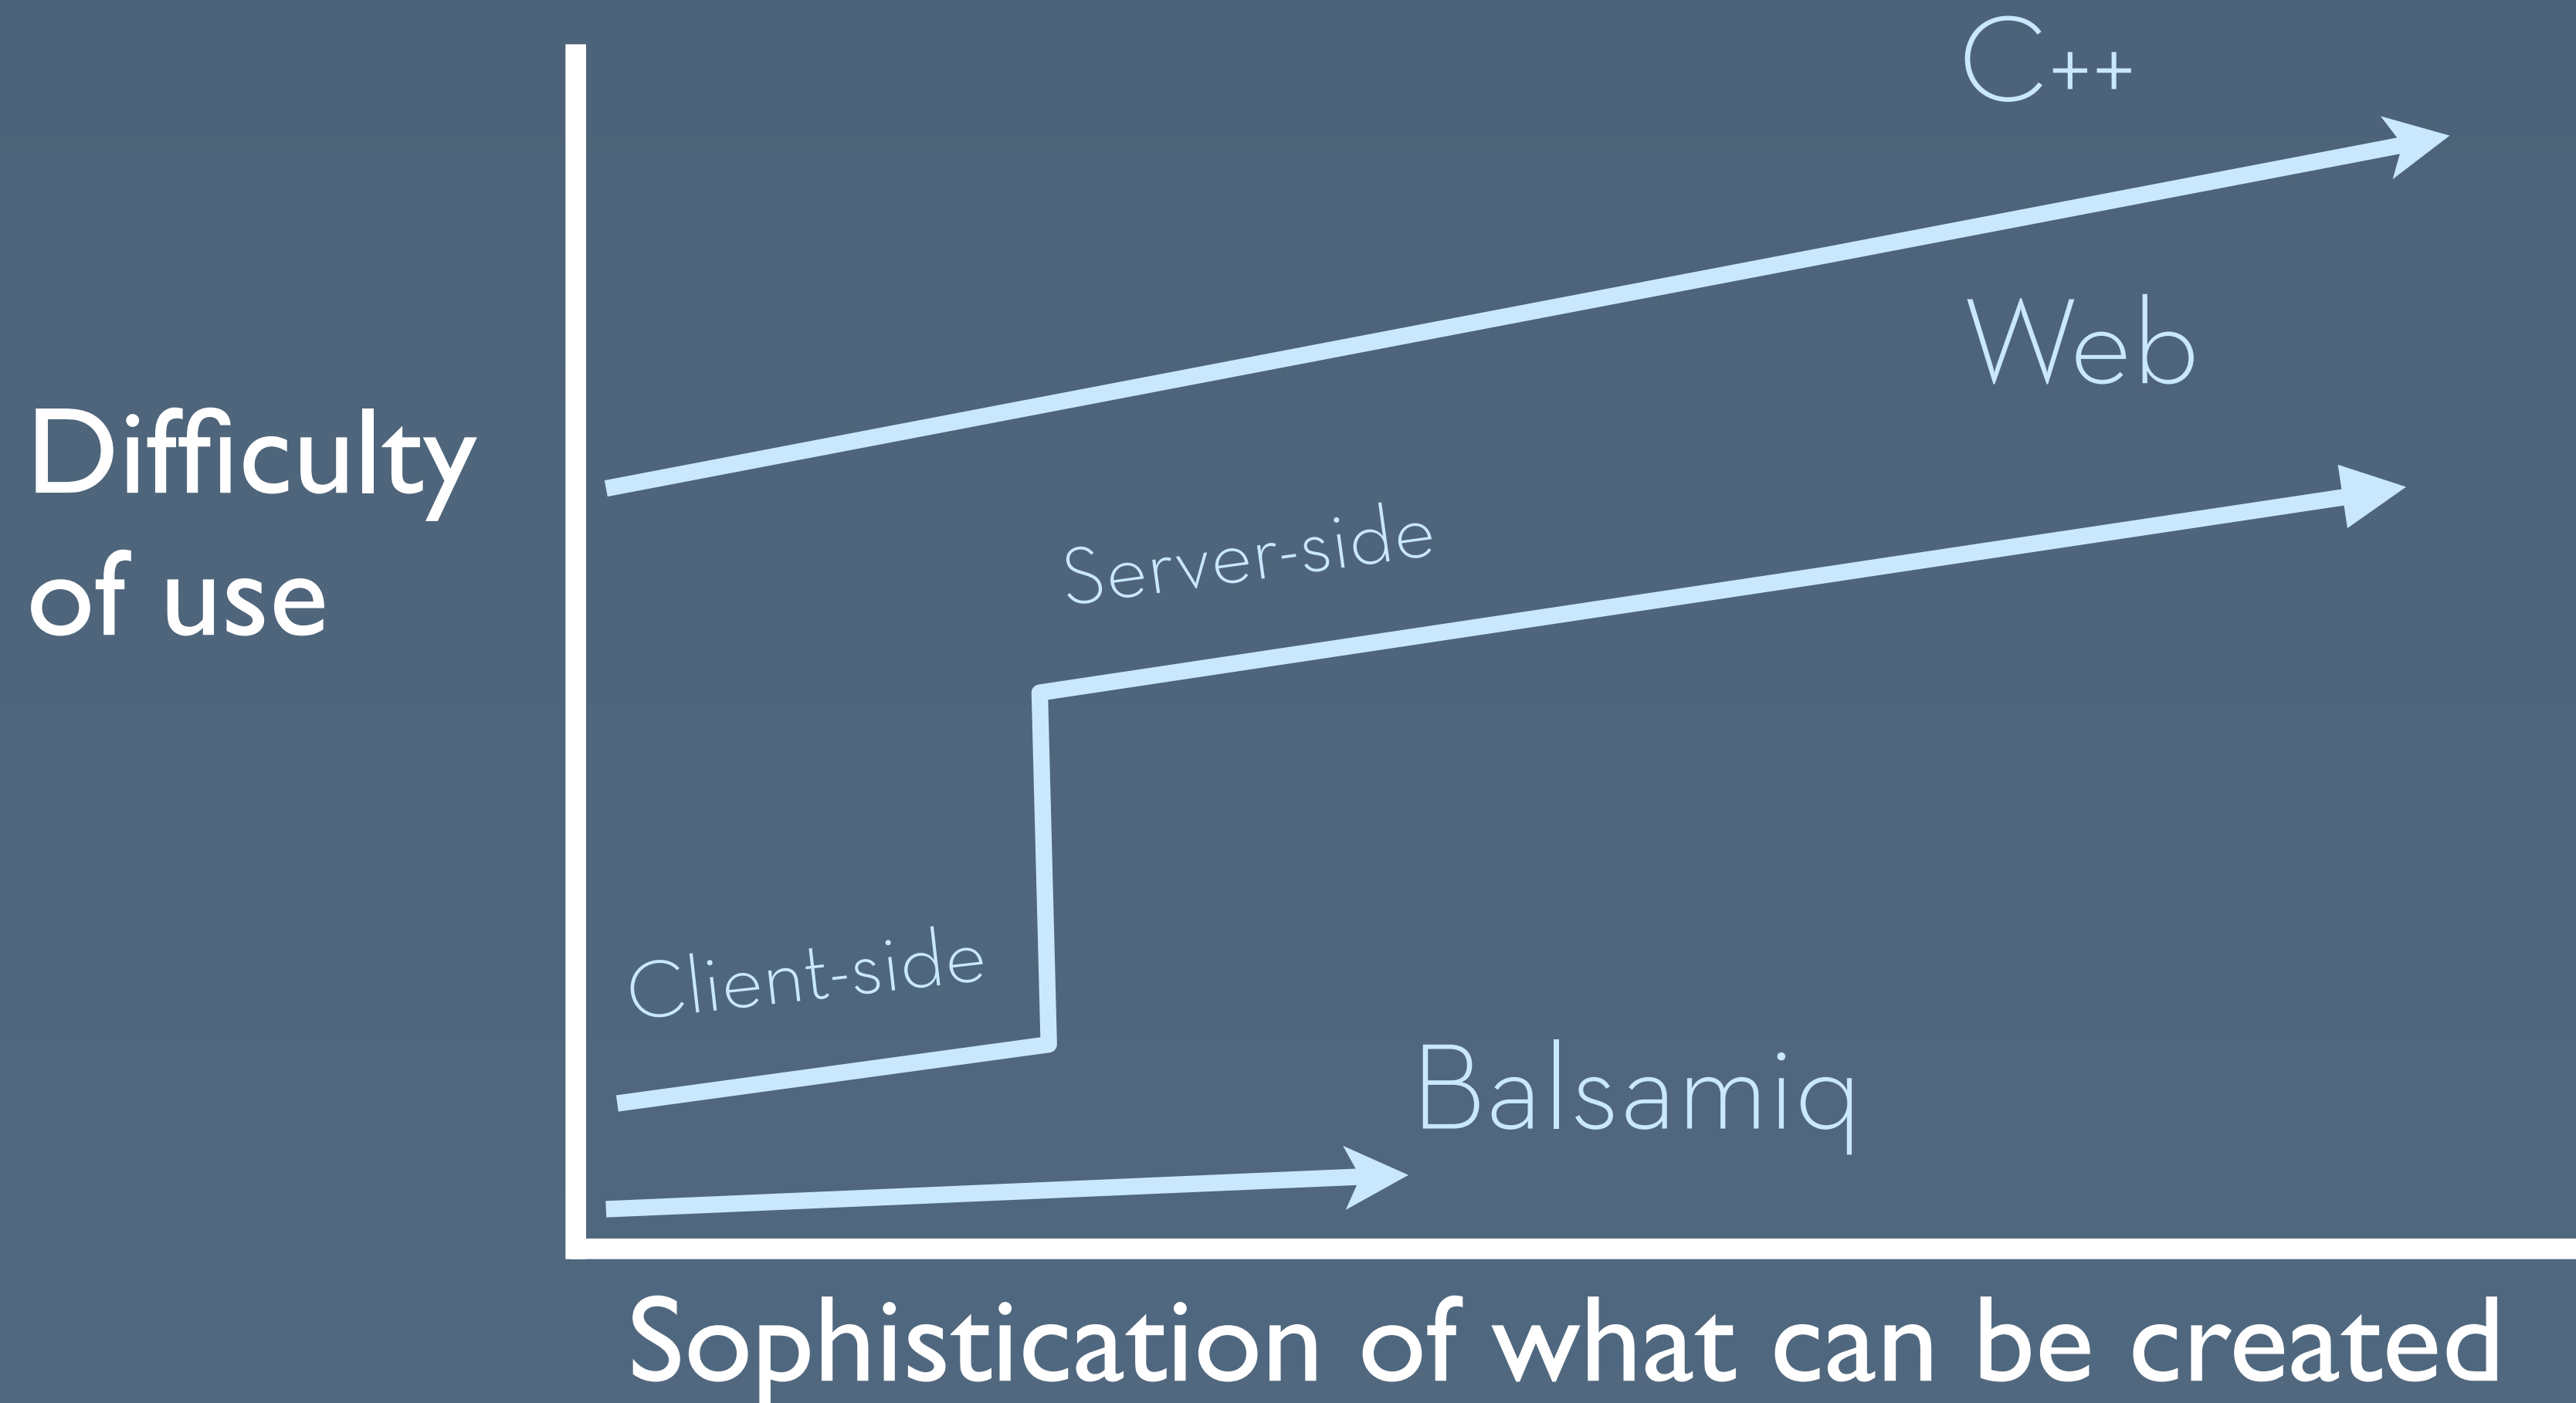 C++
Web
Difficulty
of use
Server-side
Client-side
Balsamiq
Sophistication of what can be created